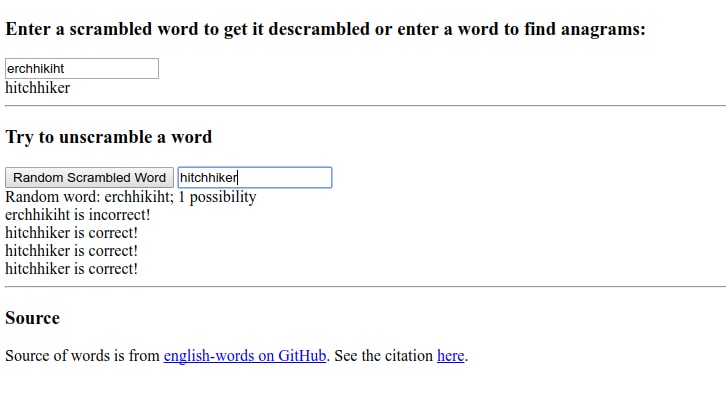 Enter a scrambled word to get it descrambled or enter a word to find anagrams:
erchhikiht
hitchhiker
Try to unscramble a word
Random Scrambled Word hitchhiker
Random word: erchhikiht; 1 possibility
erchhikiht is incorrect!
hitchhiker is correct!
hitchhiker is correct!
hitchhiker is correct!
Source
Source of words is from english-words on GitHub. See the citation here.